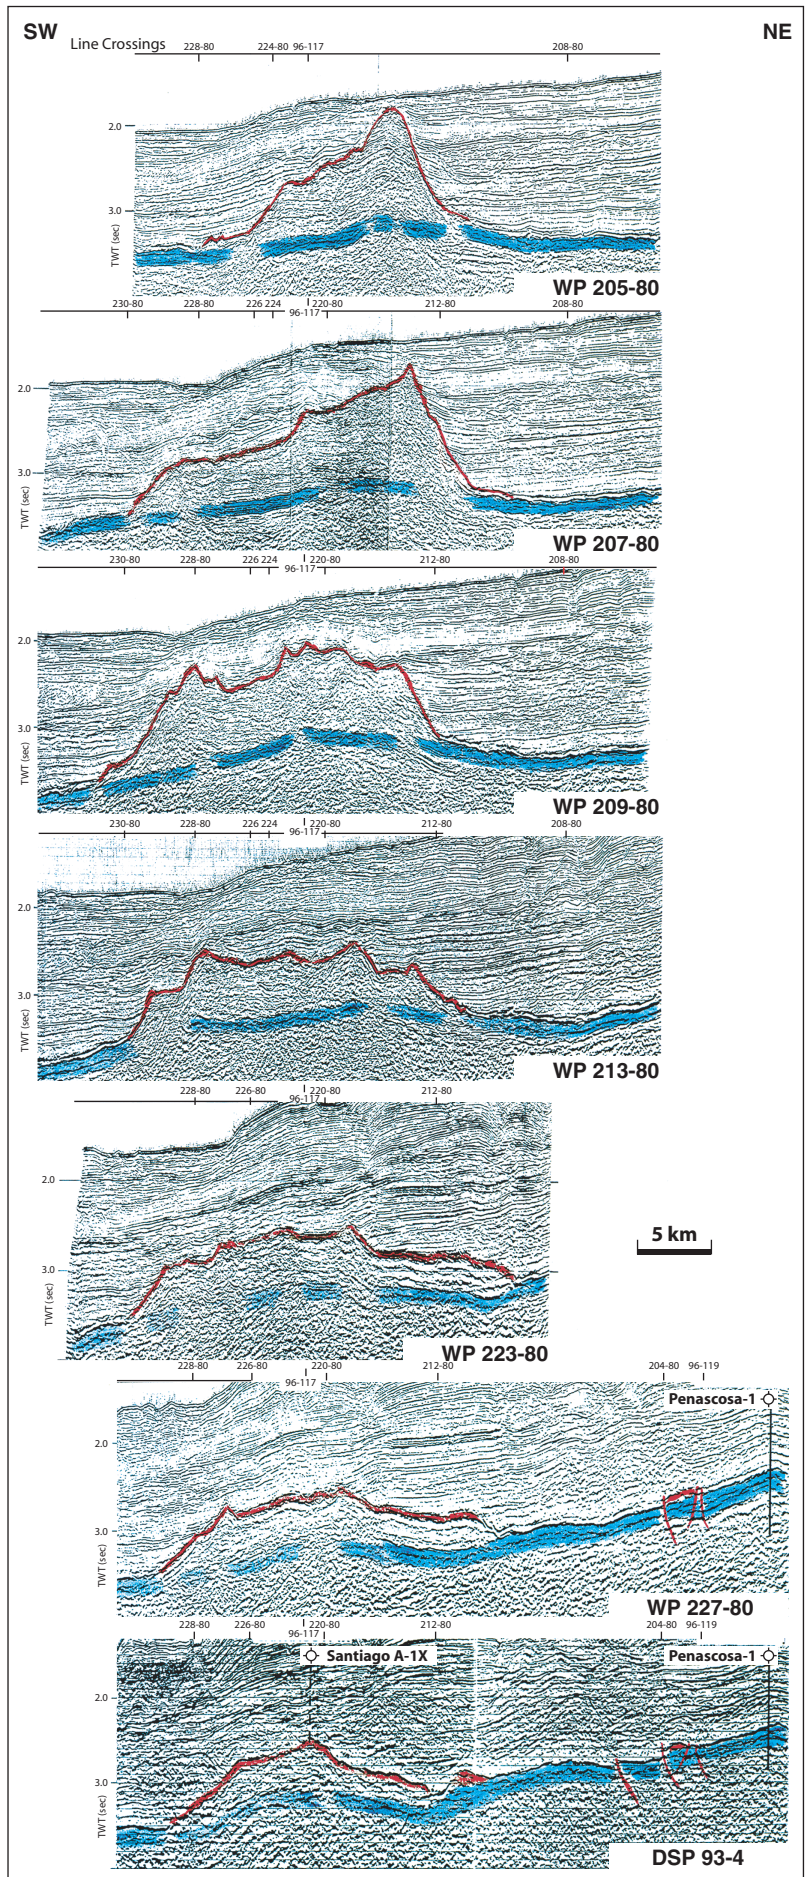 SW NE
Line Crossings 228-80 224-80 96-117 208-80
2.0
3.0
TWT (sec)
WP 205-80
230-80 228-80 226 224 220-80 212-80 208-80
96-117
2.0
3.0
TWT (sec)
WP 207-80
230-80 228-80 226 224 220-80 212-80 208-80
96-117
2.0
3.0
TWT (sec)
WP 209-80
230-80 228-80 226 224 220-80 212-80 208-80
96-117
2.0
3.0
TWT (sec)
WP 213-80
228-80 226-80 220-80 212-80
96-117
2.0
5 km
3.0
TWT (sec)
WP 223-80
228-80 226-80 220-80 212-80 204-80 96-119
96-117
Penascosa-1
2.0
3.0
TWT (sec)
WP 227-80
228-80 226-80 220-80 212-80 204-80 96-119
96-117
Santiago A-1X Penascosa-1
2.0
3.0
TWT (sec)
DSP 93-4